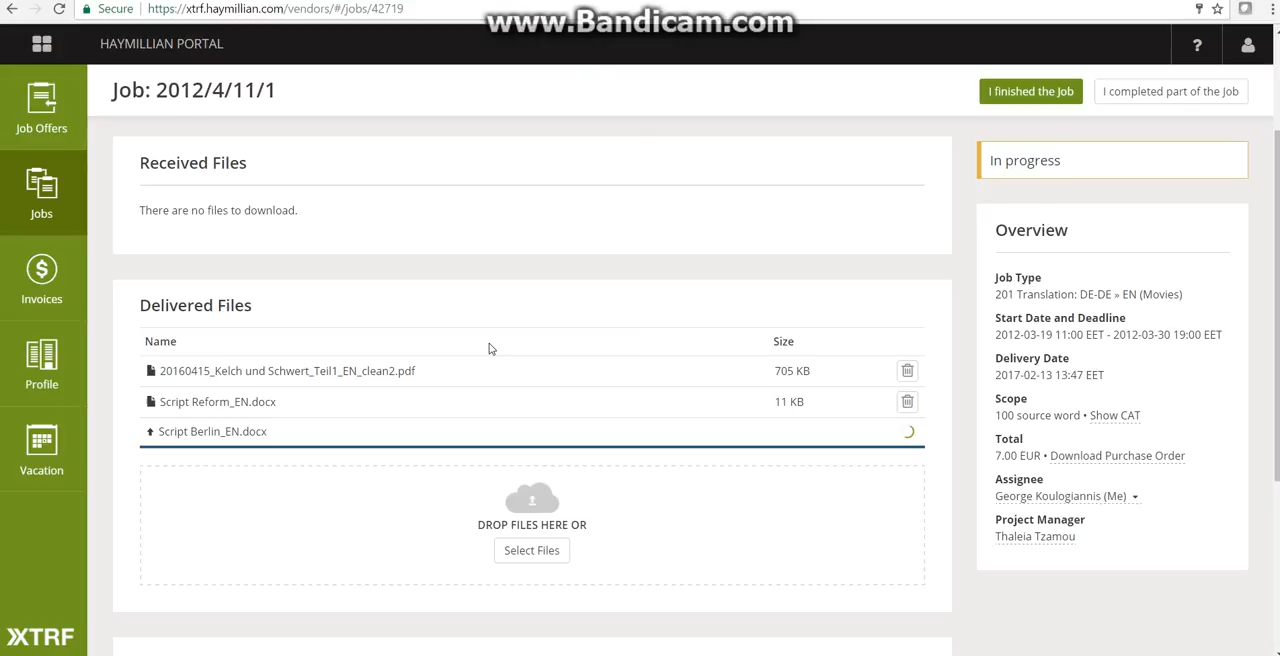 Secure
https://xtrf.haymillian.com/vendors/#/jobs/42719
www.Bandicam.com
HAYMILLIAN PORTAL
?
Job: 2012/4/11/1
I finished the Job
I completed part of the Job
Job Offers
Jobs
Invoices
Profile
Vacation
XTRF
Received Files
There are no files to download.
Delivered Files
Name Size
20160415_Kelch und Schwert_Teil1_EN_clean2.pdf 705 KB
Script Reform_EN.docx 11 KB
Script Berlin_EN.docx
DROP FILES HERE OR
Select Files
In progress
Overview
Job Type
201 Translation: DE-DE » EN (Movies)
Start Date and Deadline
2012-03-19 11:00 EET - 2012-03-30 19:00 EET
Delivery Date
2017-02-13 13:47 EET
Scope
100 source word • Show CAT
Total
7.00 EUR • Download Purchase Order
Assignee
George Koulogiannis (Me)
Project Manager
Thaleia Tzamou